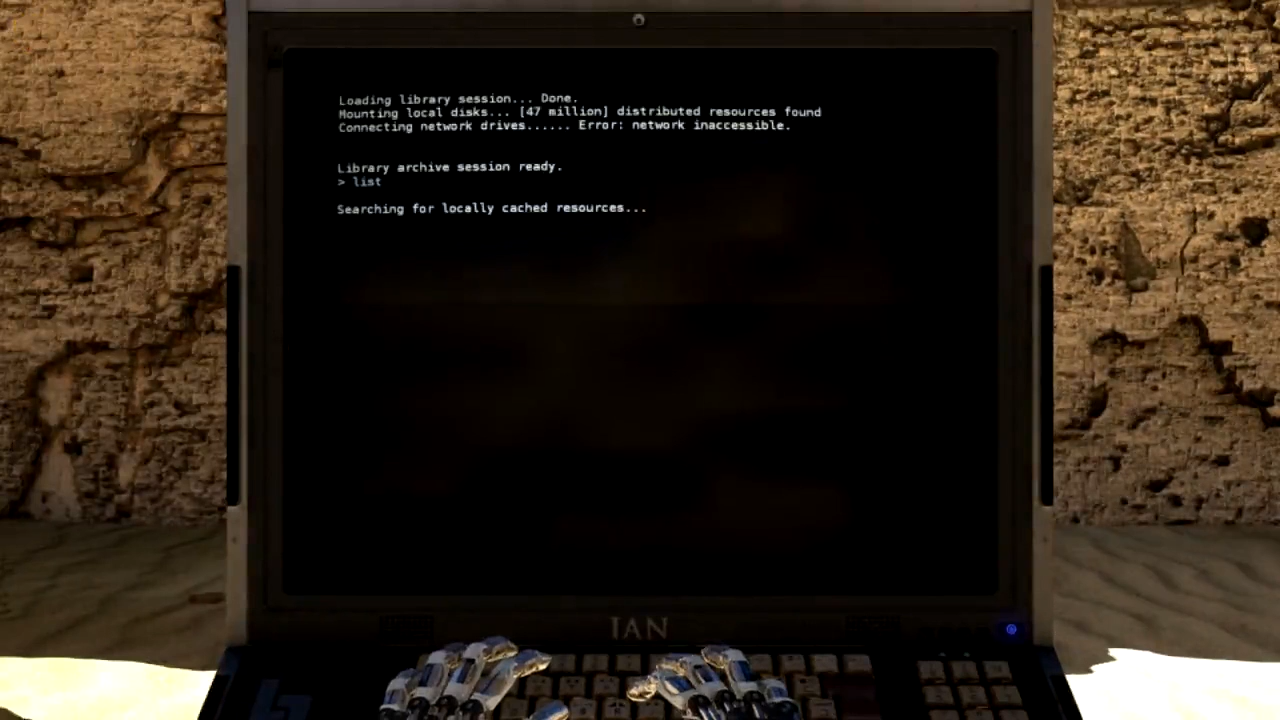 Loading library session... Done.
Mounting local disks... [47 million] distributed resources found
Connecting network drives...... Error: network inaccessible.
Library archive session ready.
> list
Searching for locally cached resources...
IAN